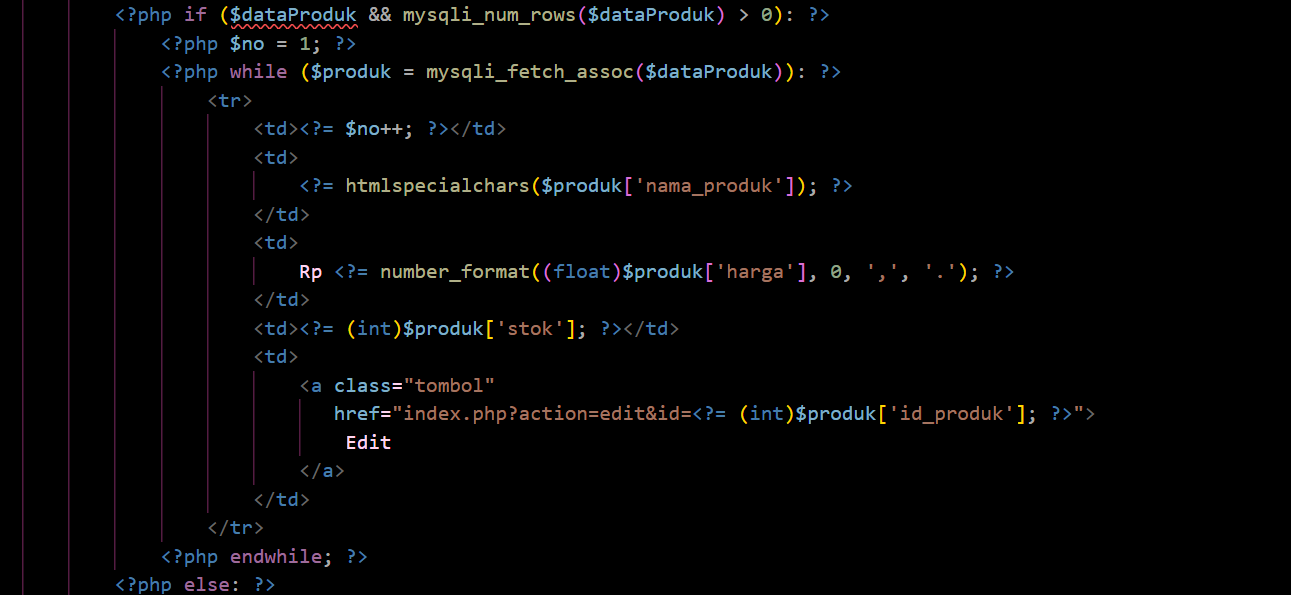 <?php if ($dataProduk && mysqli_num_rows($dataProduk) > 0): ?>
<?php $no = 1; ?>
<?php while ($produk = mysqli_fetch_assoc($dataProduk)): ?>
<tr>
<td><?= $no++; ?></td>
<td>
<?= htmlspecialchars($produk['nama_produk']); ?>
</td>
<td>
Rp <?= number_format((float)$produk['harga'], 0, ',', '.'); ?>
</td>
<td><?= (int)$produk['stok']; ?></td>
<td>
<a class="tombol"
href="index.php?action=edit&id=<?= (int)$produk['id_produk']; ?>">
Edit
</a>
</td>
</tr>
<?php endwhile; ?>
<?php else: ?>